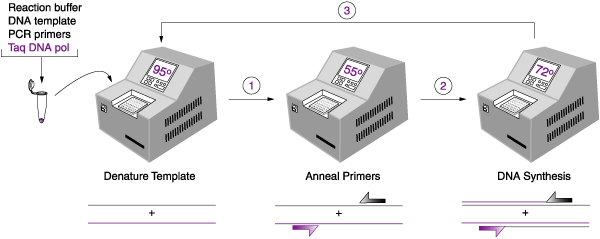 Reaction buffer
DNA template
PCR primers
Taq DNA pol
3
95°
1
55°
2
72°
Denature Template
Anneal Primers
DNA Synthesis
+
+
+